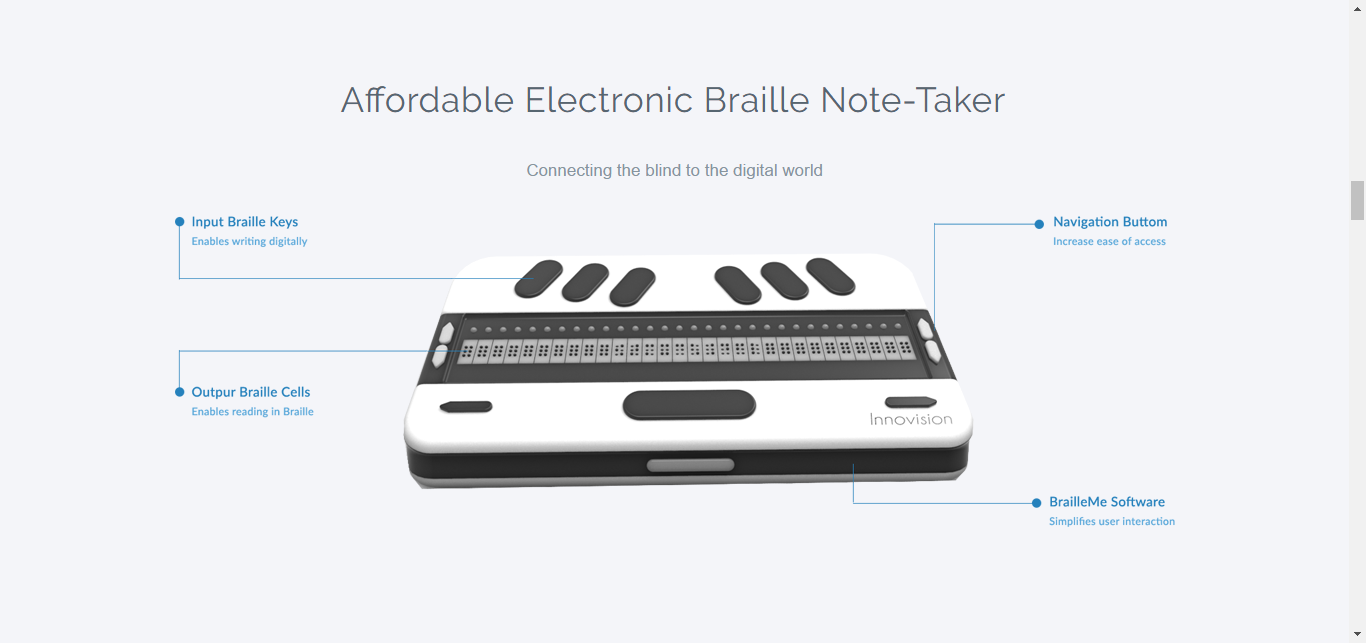 Affordable Electronic Braille Note-Taker
Connecting the blind to the digital world
Input Braille Keys
Enables writing digitally
Navigation Buttom
Increase ease of access
Outpur Braille Cells
Enables reading in Braille
Innovision
BrailleMe Software
Simplifies user interaction